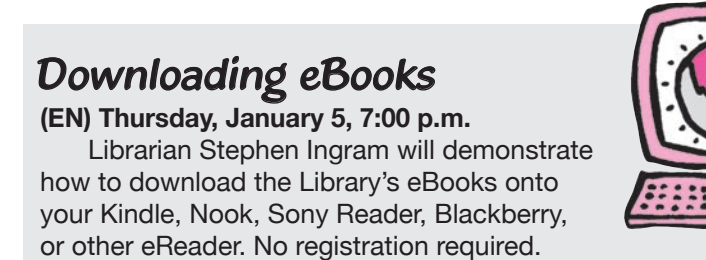 Downloading eBooks
(EN) Thursday, January 5, 7:00 p.m.
Librarian Stephen Ingram will demonstrate
how to download the Library’s eBooks onto
your Kindle, Nook, Sony Reader, Blackberry,
or other eReader. No registration required.